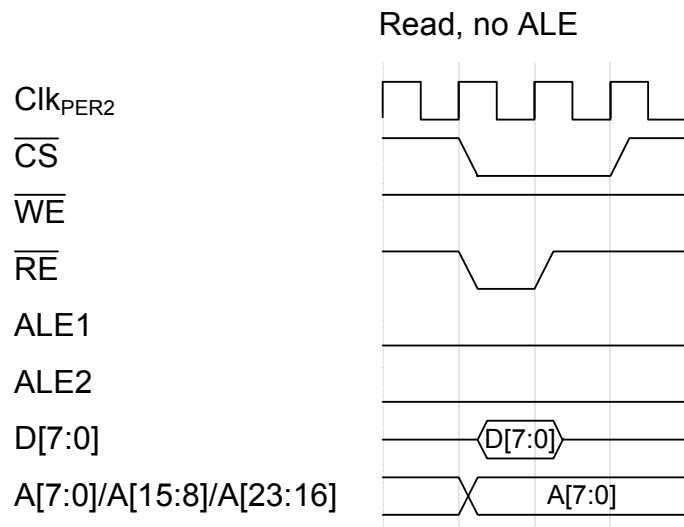 Read, no ALE
ClkPER2
CS
WE
RE
ALE1
ALE2
D[7:0] D[7:0]
A[7:0]/A[15:8]/A[23:16] A[7:0]